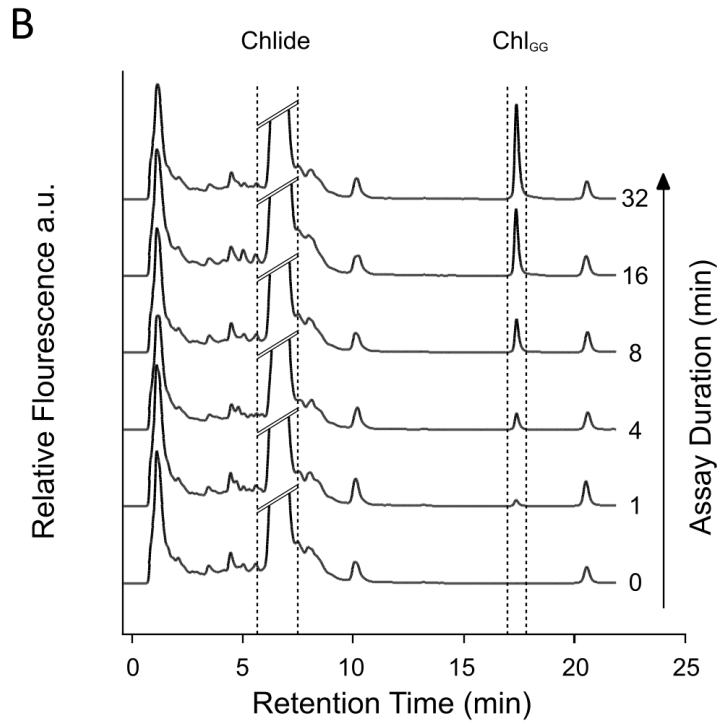 B
Chlide
ChlGG
32
16
8
4
1
0
Relative Flourescence a.u.
Assay Duration (min)
0
5
10
15
20
25
Retention Time (min)